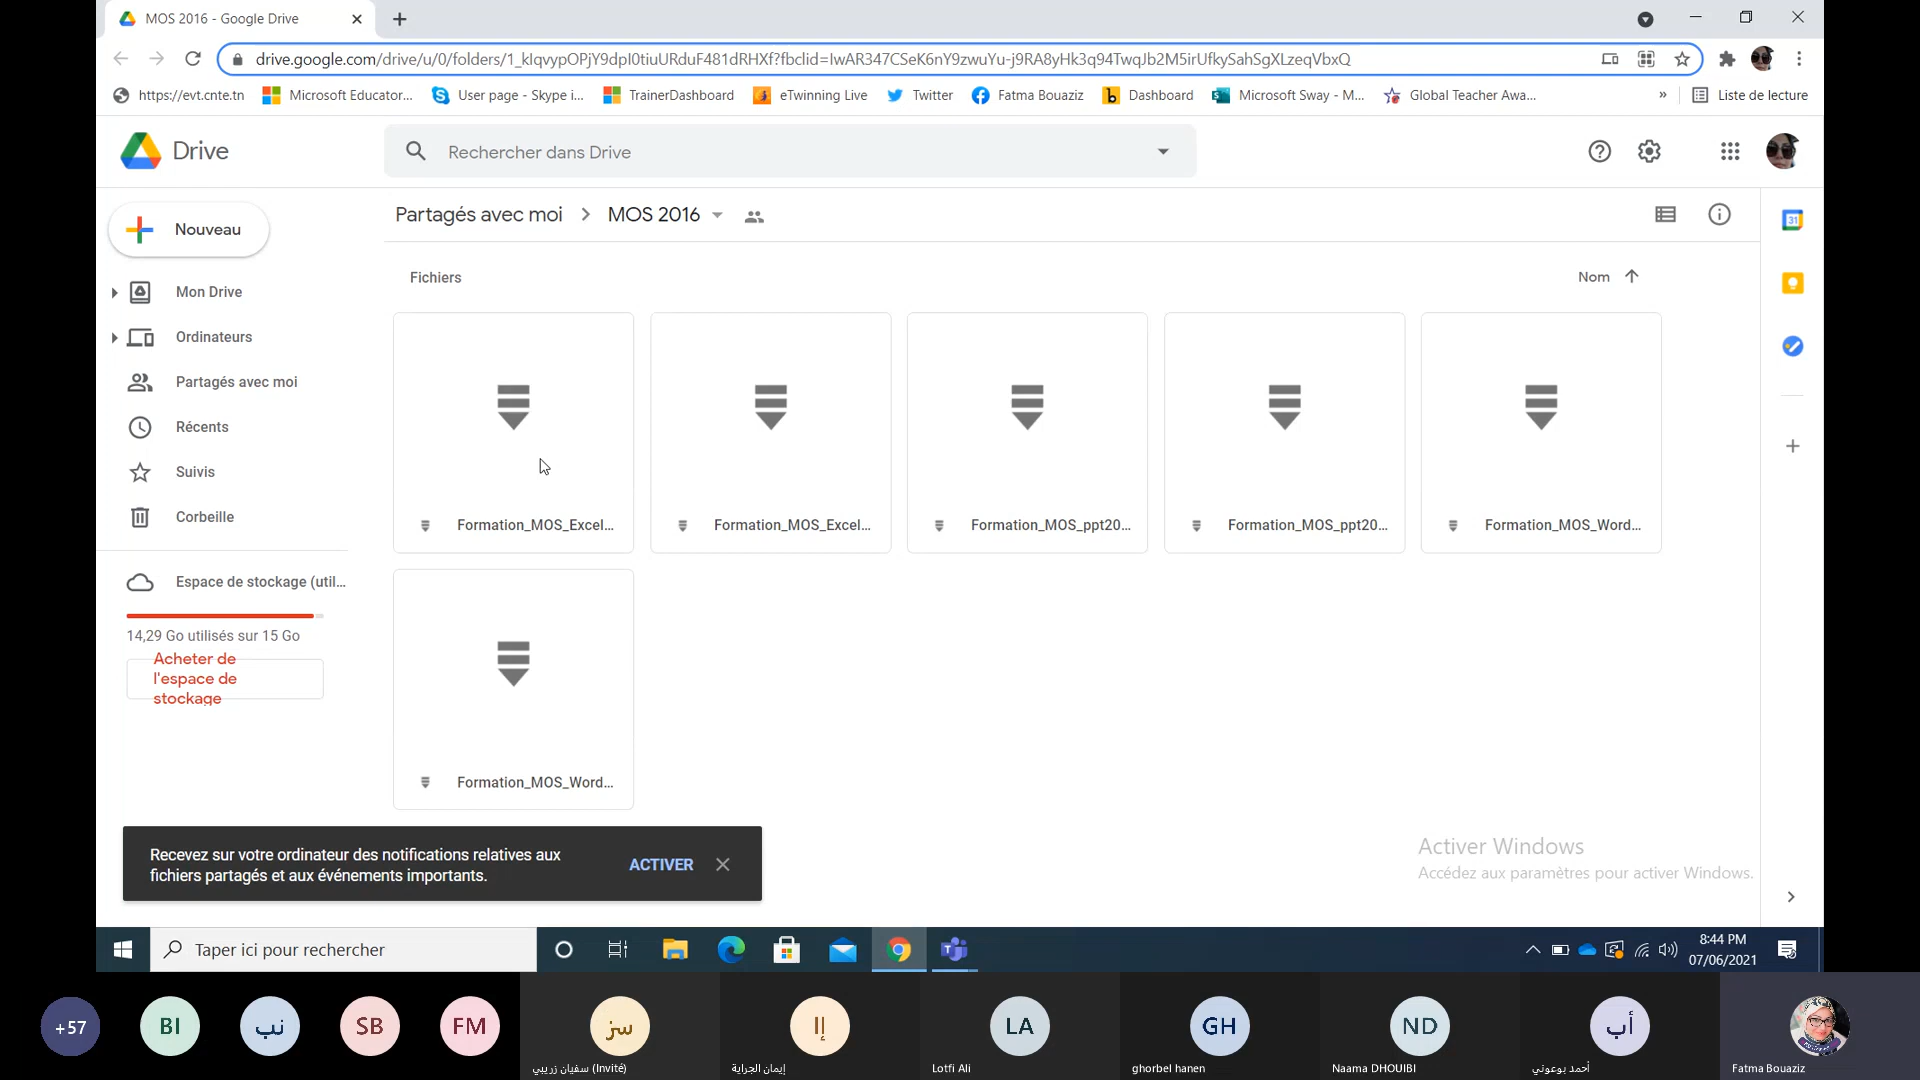 MOS 2016 - Google Drive
drive.google.com/drive/u/0/folders/1_kIqvypOPjY9dpI0tiuURduF481dRHXf?fbclid=IwAR347CSeK6nY9zwuYu-j9RA8yHk3q94TwqJb2M5irUfkySahSgXLzeqVbxQ
https://evt.cnte.tn
Microsoft Educator...
User page - Skype i...
TrainerDashboard
eTwinning Live
Twitter
Fatma Bouaziz
Dashboard
Microsoft Sway - M...
Global Teacher Awa...
»
Liste de lecture
Drive
Rechercher dans Drive
Nouveau
Partagés avec moi
MOS 2016
31
Mon Drive
Ordinateurs
Partagés avec moi
Récents
Suivis
Corbeille
Espace de stockage (util...
14,29 Go utilisés sur 15 Go
Acheter de
l'espace de
stockage
Fichiers
Nom
Formation_MOS_Excel...
Formation_MOS_Excel...
Formation_MOS_ppt20...
Formation_MOS_ppt20...
Formation_MOS_Word...
Formation_MOS_Word...
Recevez sur votre ordinateur des notifications relatives aux
fichiers partagés et aux événements importants.
ACTIVER
Activer Windows
Accédez aux paramètres pour activer Windows.
Taper ici pour rechercher
8:44 PM
07/06/2021
+57
BI
نب
SB
FM
سز
سفيان زريبي (Invité)
إا
إيمان الجراية
LA
Lotfi Ali
GH
ghorbel hanen
ND
Naama DHOUIBI
أب
أحمد بوعوني
Fatma Bouaziz